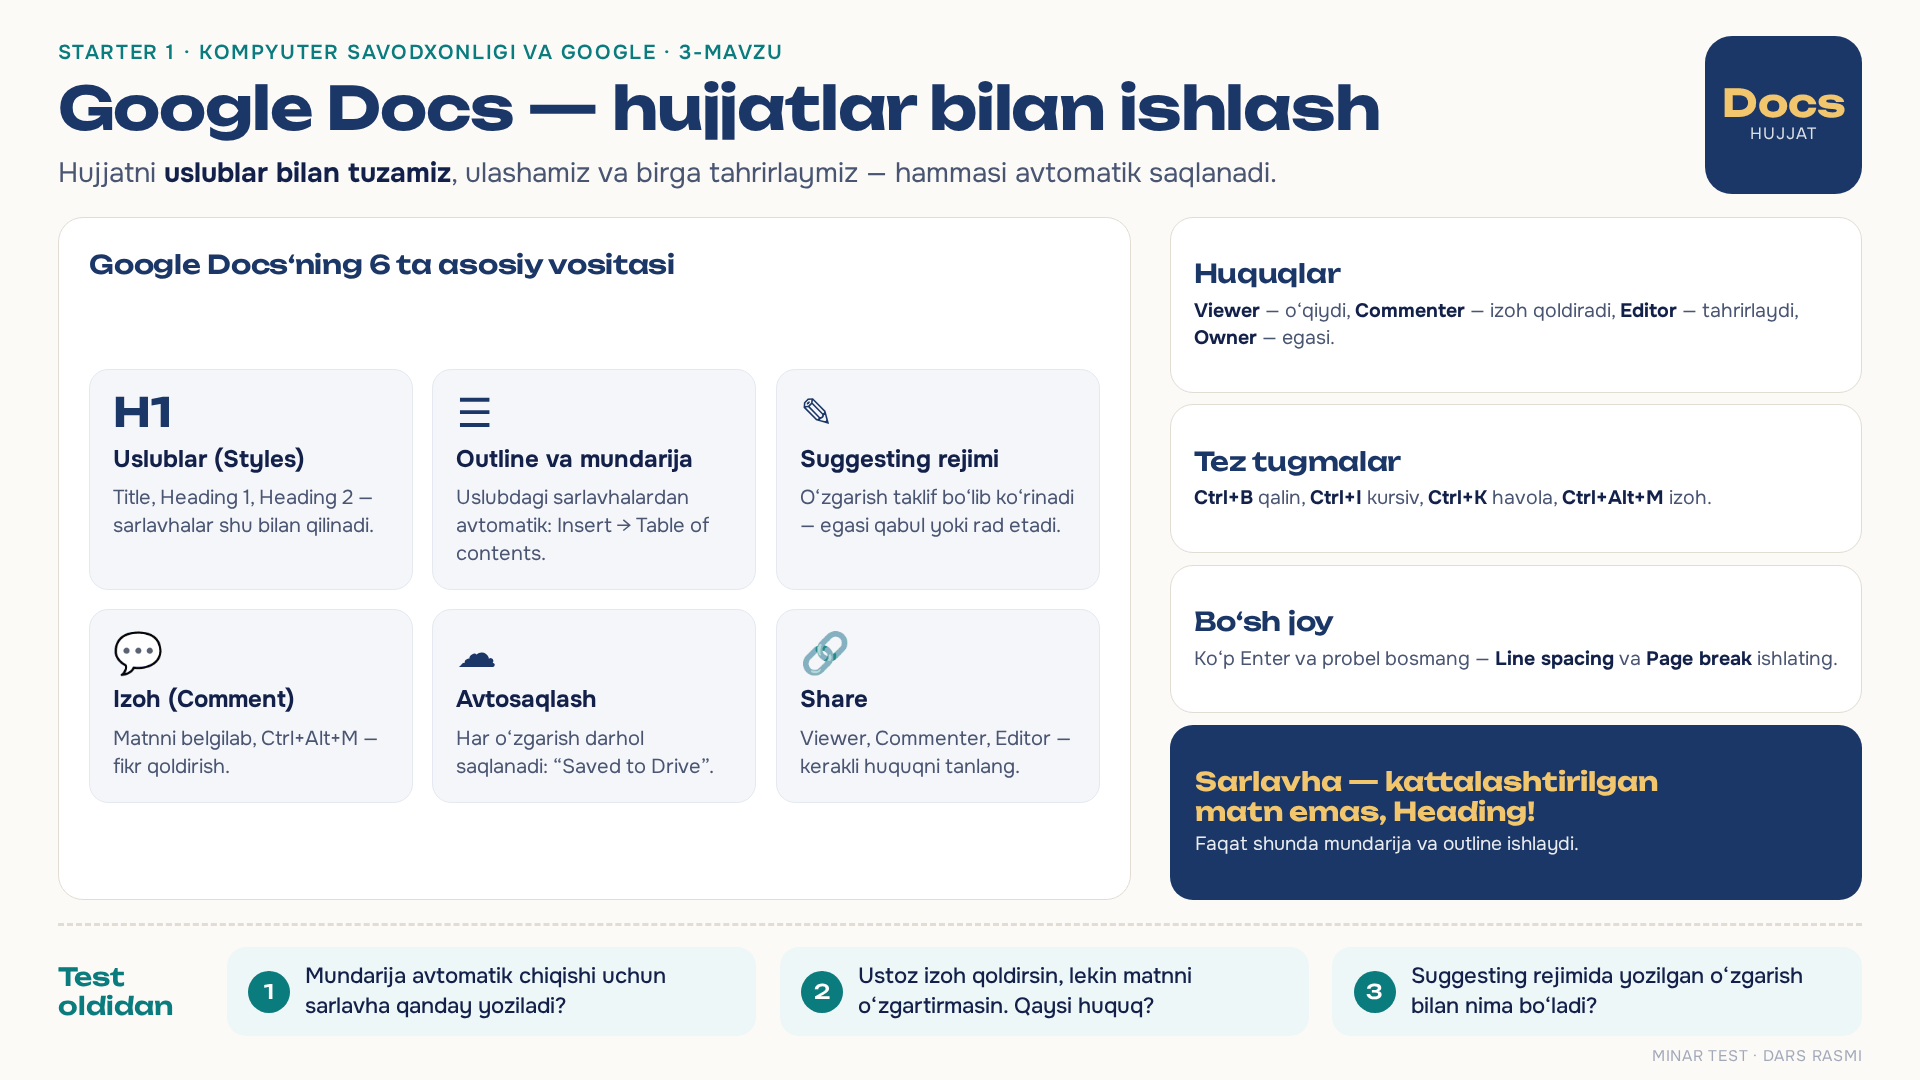 STARTER 1 · KOMPYUTER SAVODXONLIGI VA GOOGLE · 3-MAVZU
Google Docs — hujjatlar bilan ishlash
Hujjatni uslublar bilan tuzamiz, ulashamiz va birga tahrirlaymiz — hammasi avtomatik saqlanadi.
Docs
HUJJAT
Google Docs‘ning 6 ta asosiy vositasi
H1
Uslublar (Styles)
Title, Heading 1, Heading 2 —
sarlavhalar shu bilan qilinadi.
Outline va mundarija
Uslubdagi sarlavhalardan
avtomatik: Insert → Table of
contents.
Suggesting rejimi
O‘zgarish taklif bo‘lib ko‘rinadi
— egasi qabul yoki rad etadi.
Izoh (Comment)
Matnni belgilab, Ctrl+Alt+M —
fikr qoldirish.
Avtosaqlash
Har o‘zgarish darhol
saqlanadi: “Saved to Drive”.
Share
Viewer, Commenter, Editor —
kerakli huquqni tanlang.
Huquqlar
Viewer — o‘qiydi, Commenter — izoh qoldiradi, Editor — tahrirlaydi,
Owner — egasi.
Tez tugmalar
Ctrl+B qalin, Ctrl+I kursiv, Ctrl+K havola, Ctrl+Alt+M izoh.
Bo‘sh joy
Ko‘p Enter va probel bosmang — Line spacing va Page break ishlating.
Sarlavha — kattalashtirilgan
matn emas, Heading!
Faqat shunda mundarija va outline ishlaydi.
Test
oldidan
1
Mundarija avtomatik chiqishi uchun
sarlavha qanday yoziladi?
2
Ustoz izoh qoldirsin, lekin matnni
o‘zgartirmasin. Qaysi huquq?
3
Suggesting rejimida yozilgan o‘zgarish
bilan nima bo‘ladi?
MINAR TEST · DARS RASMI